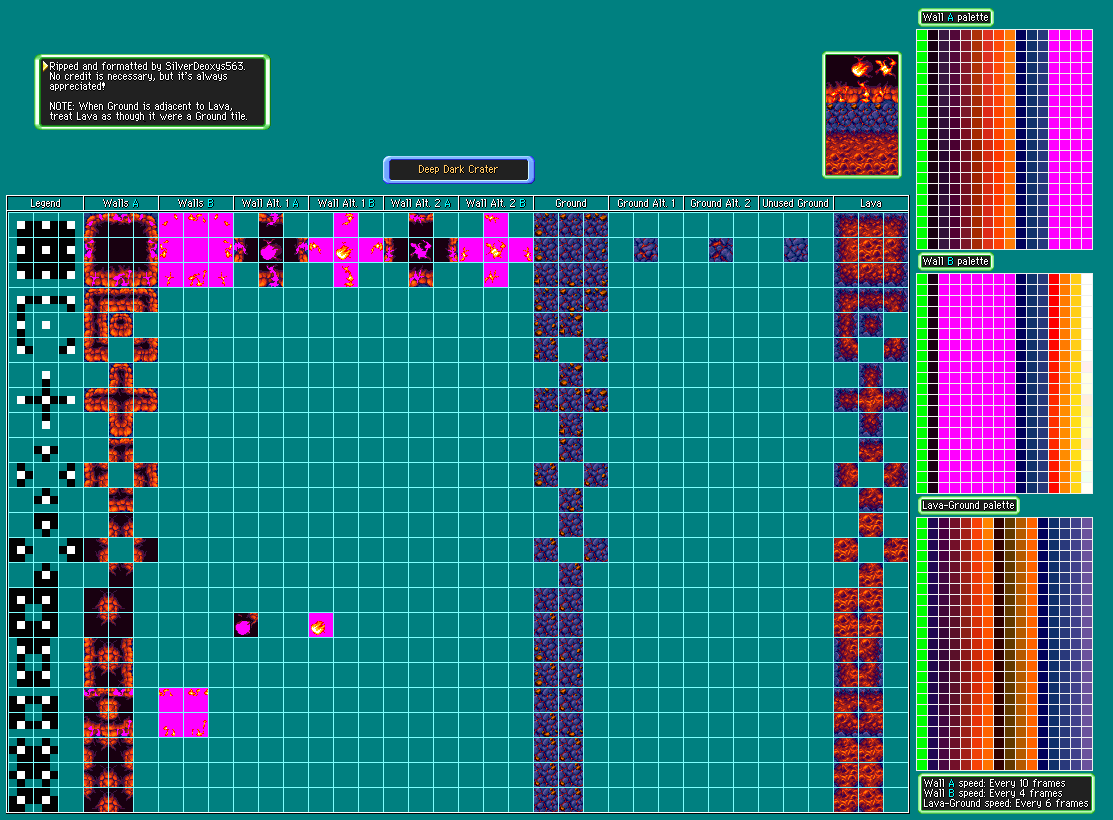 Wall A palette
Ripped and formatted by SilverDeoxys563.
No credit is necessary, but it's always
appreciated!
NOTE: When Ground is adjacent to Lava,
treat Lava as though it were a Ground tile.
Deep Dark Crater
Legend Walls A Walls B Wall Alt. 1 A Wall Alt. 1 B Wall Alt. 2 A Wall Alt. 2 B Ground Ground Alt. 1 Ground Alt. 2 Unused Ground Lava
Wall B palette
Lava-Ground palette
Wall A speed: Every 10 frames
Wall B speed: Every 4 frames
Lava-Ground speed: Every 6 frames